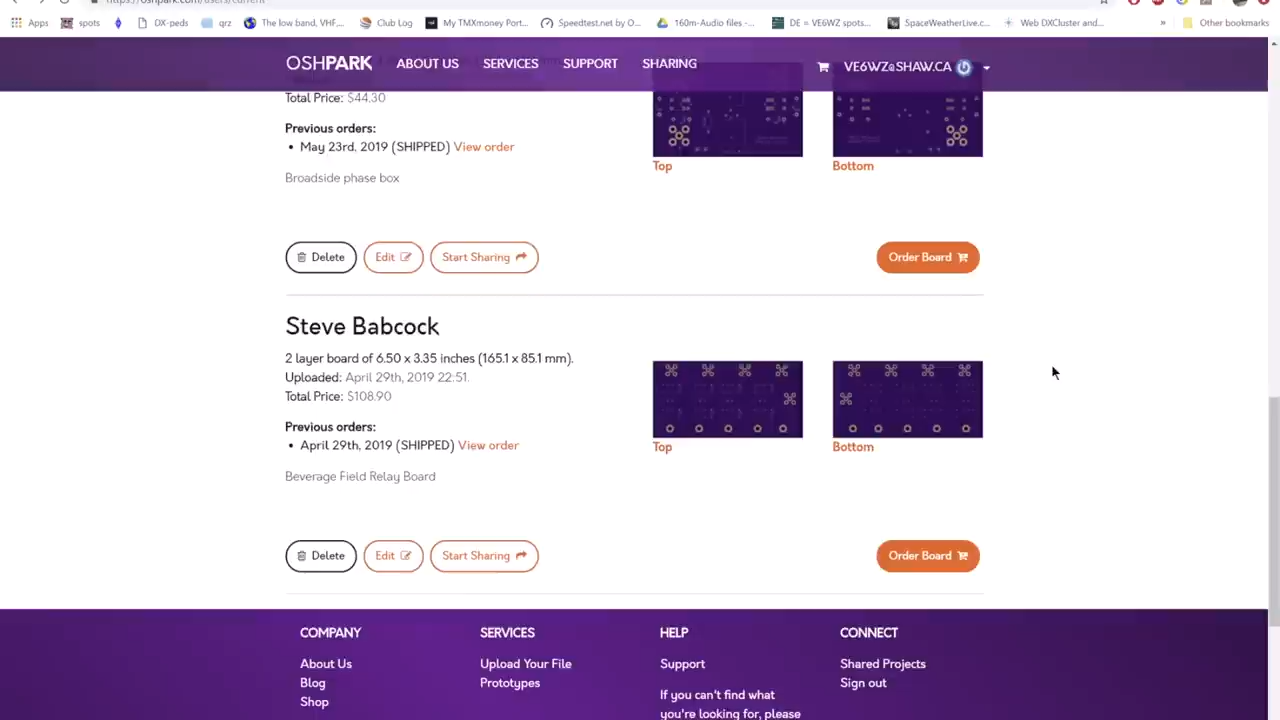 https://oshpark.com/users/current
Apps spots DX-peds qrz The low band, VHF,... Club Log My TMXmoney Port... Speedtest.net by O... 160m-Audio files -... DE = VE6WZ spots... SpaceWeatherLive.c... Web DXCluster and... » Other bookmarks
OSHPARK ABOUT US SERVICES SUPPORT SHARING VE6WZ@SHAW.CA
Total Price: $44.30
Previous orders:
• May 23rd, 2019 (SHIPPED) View order
Top Bottom
Broadside phase box
Delete Edit Start Sharing Order Board
Steve Babcock
2 layer board of 6.50 x 3.35 inches (165.1 x 85.1 mm).
Uploaded: April 29th, 2019 22:51.
Total Price: $108.90
Previous orders:
• April 29th, 2019 (SHIPPED) View order
Top Bottom
Beverage Field Relay Board
Delete Edit Start Sharing Order Board
COMPANY SERVICES HELP CONNECT
About Us Upload Your File Support Shared Projects
Blog Prototypes If you can't find what Sign out
Shop you're looking for, please